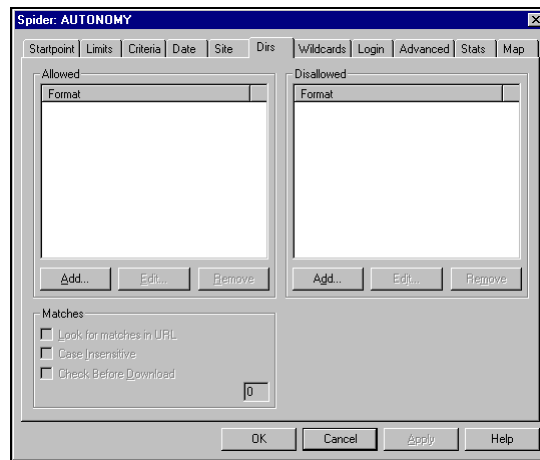 Spider: AUTONOMY
Startpoint Limits Criteria Date Site Dirs Wildcards Login Advanced Stats Map
Allowed
Format
Add... Edit... Remove
Disallowed
Format
Add... Edit... Remove
Matches
Look for matches in URL
Case Insensitive
Check Before Download
0
OK Cancel Apply Help